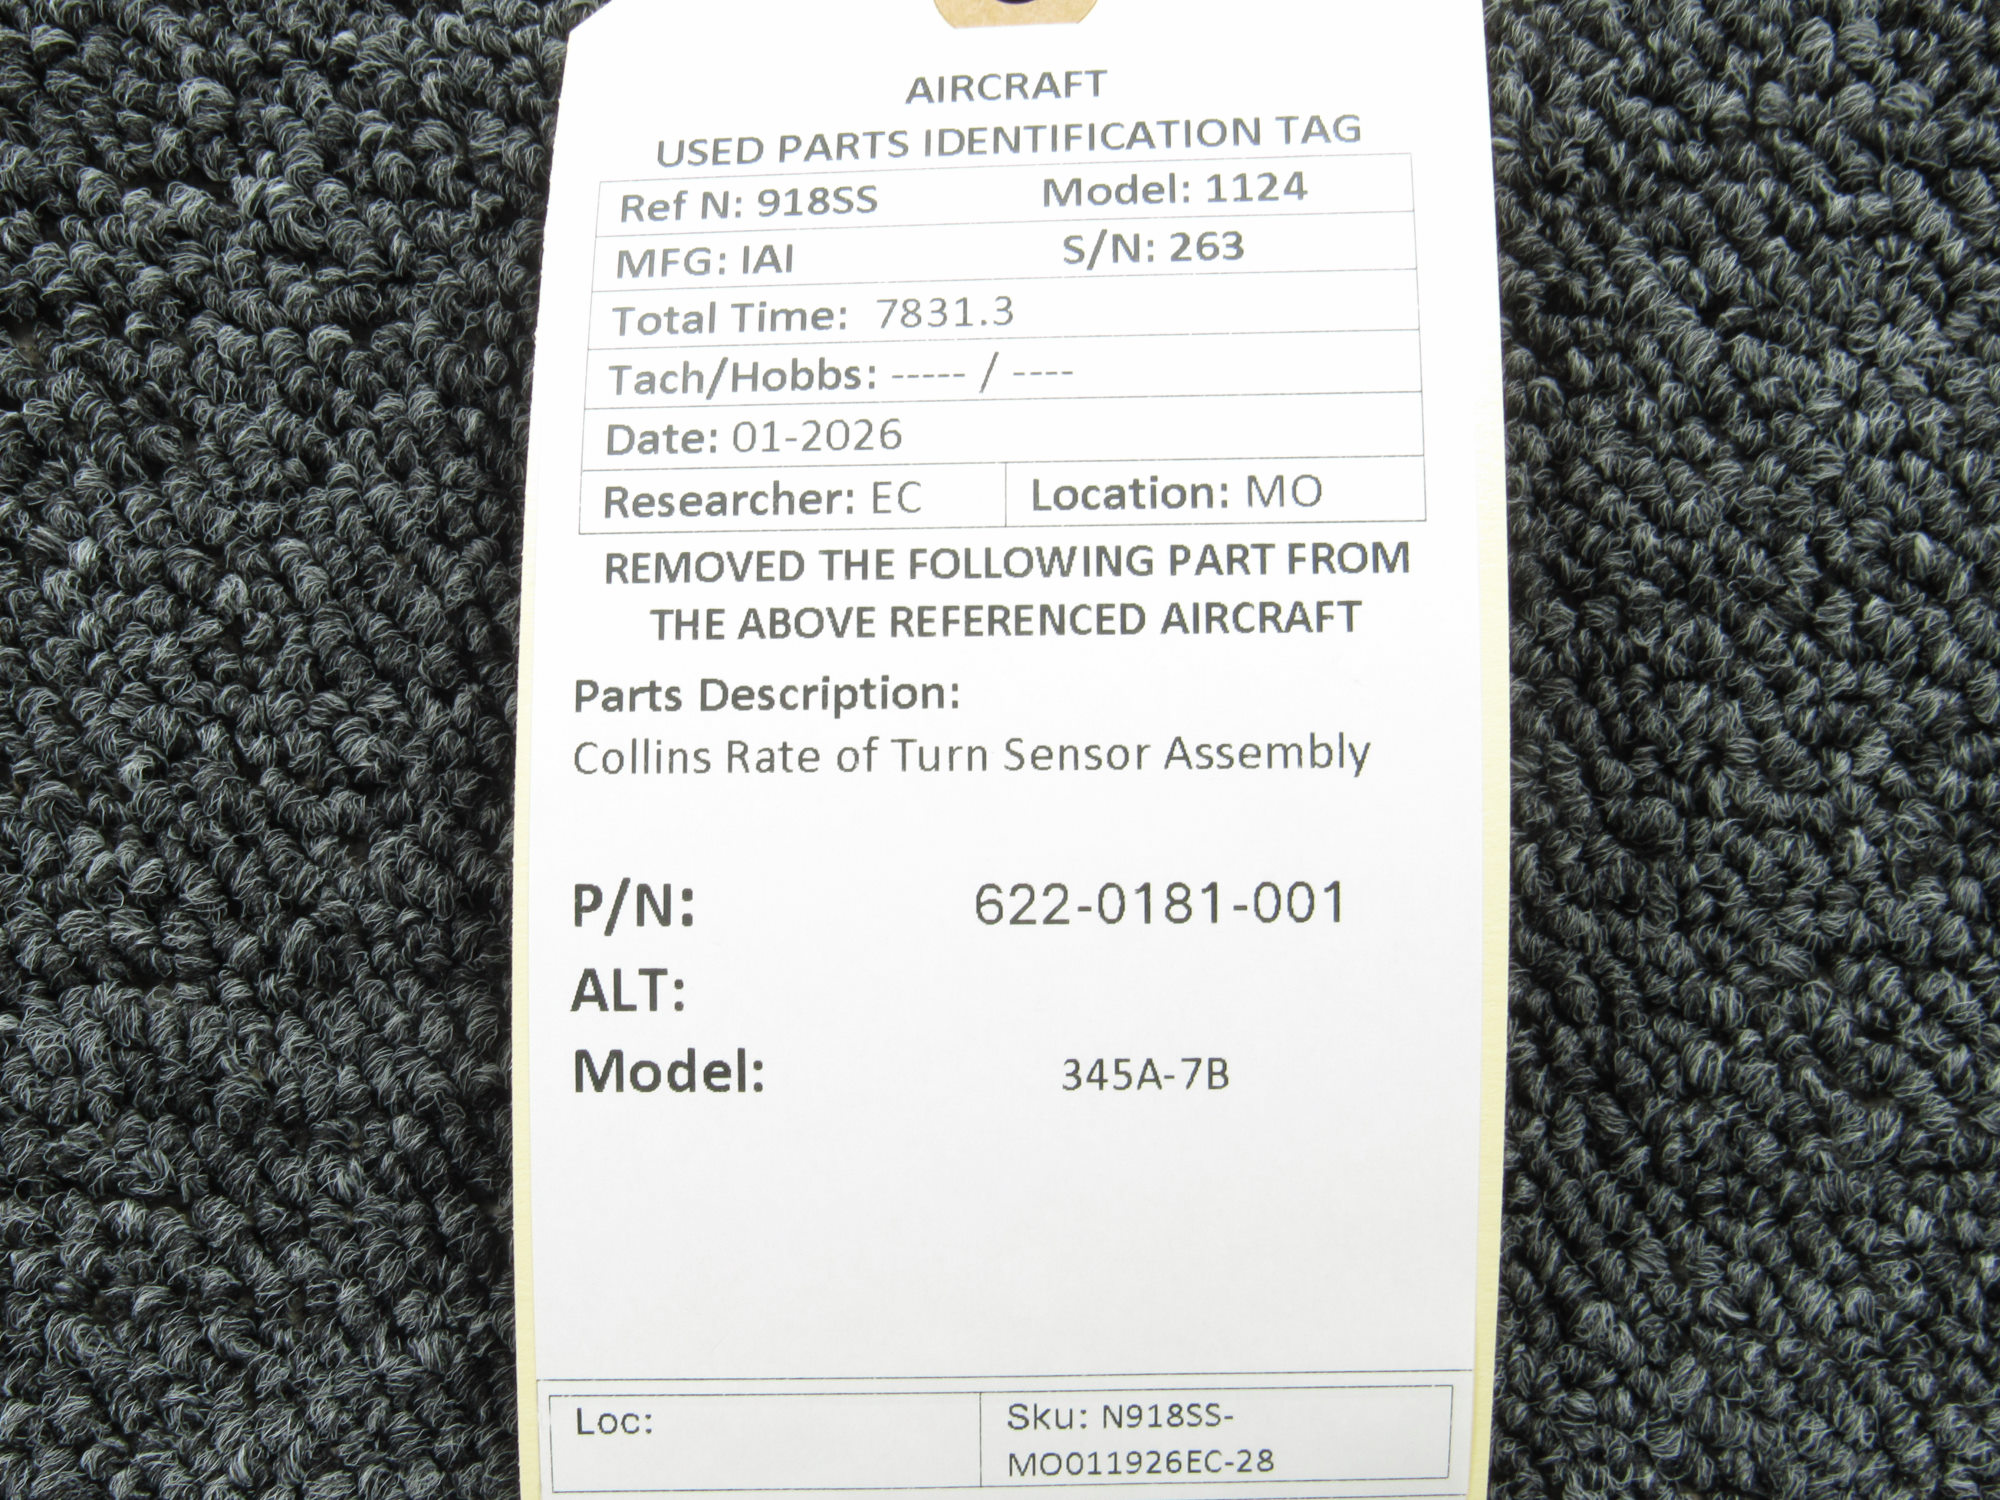 AIRCRAFT
USED PARTS IDENTIFICATION TAG
Ref N: 918SS Model: 1124
MFG: IAI S/N: 263
Total Time: 7831.3
Tach/Hobbs: ----- / ----
Date: 01-2026
Researcher: EC Location: MO
REMOVED THE FOLLOWING PART FROM
THE ABOVE REFERENCED AIRCRAFT
Parts Description:
Collins Rate of Turn Sensor Assembly
P/N: 622-0181-001
ALT:
Model: 345A-7B
Loc: Sku: N918SS-
MO011926EC-28